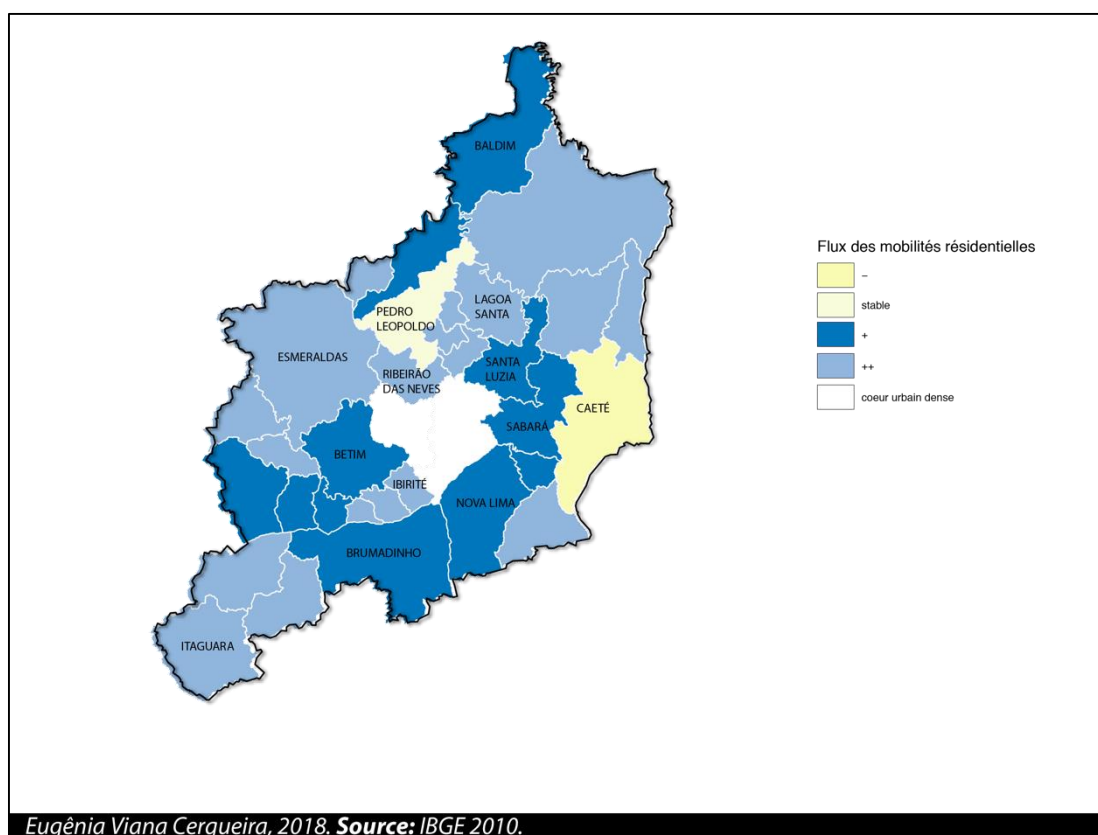 BALDIM
PEDRO
LEOPOLDO
LAGOA
SANTA
ESMERALDAS
RIBEIRÃO
DAS NEVES
SANTA
LUZIA
CAETÉ
SABARÁ
BETIM
IBIRITÉ
NOVA LIMA
BRUMADINHO
ITAGUARA
Flux des mobilités résidentielles
–
stable
+
++
coeur urbain dense
Eugênia Viana Cerqueira, 2018. Source: IBGE 2010.